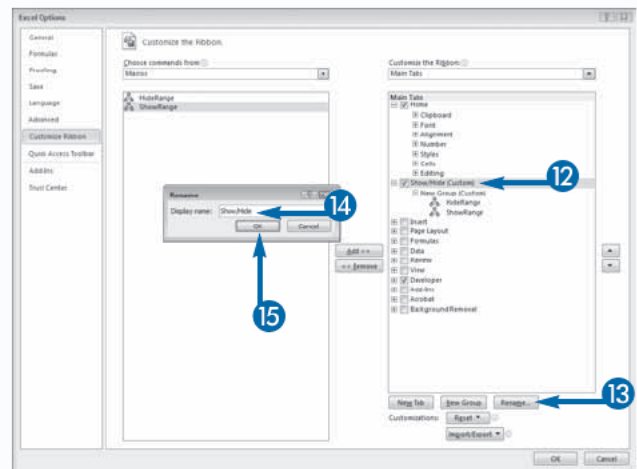 Excel Options
General
Formulas
Proofing
Save
Language
Advanced
Customize Ribbon
Quick Access Toolbar
Add-Ins
Trust Center
Customize the Ribbon.
Choose commands from:
Macros
HideRange
ShowRange
Rename
Display name: Show/Hide
OK Cancel
Add >>
<< Remove
Customize the Ribbon:
Main Tabs
Main Tabs
Home
Clipboard
Font
Alignment
Number
Styles
Cells
Editing
Show/Hide (Custom)
New Group (Custom)
HideRange
ShowRange
Insert
Page Layout
Formulas
Data
Review
View
Developer
Add-Ins
Acrobat
Background Removal
New Tab New Group Rename...
Customizations: Reset
Import/Export
OK Cancel
12
13
14
15